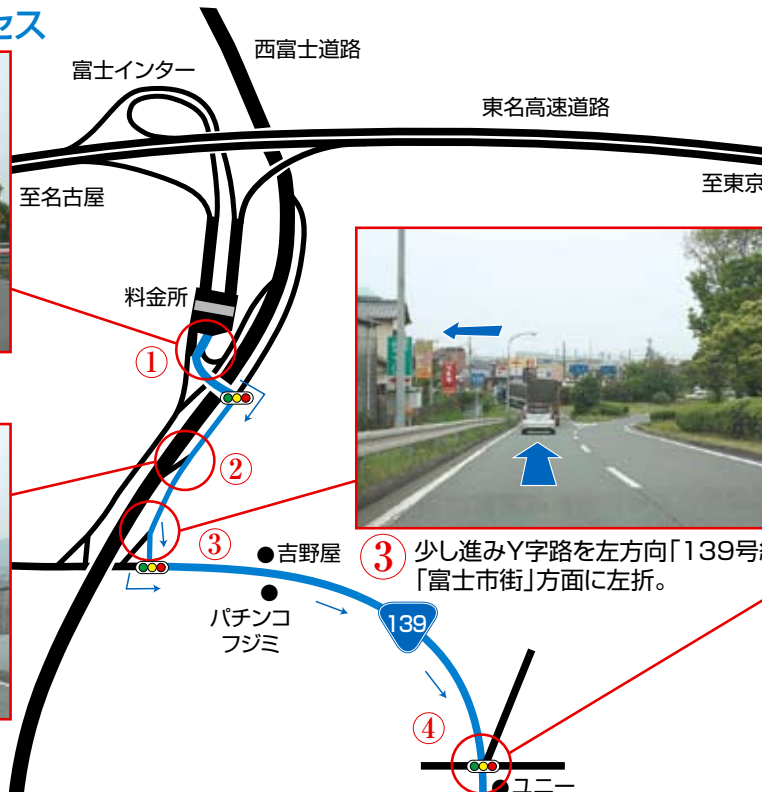 セス
西富士道路
富士インター
東名高速道路
至名古屋
至東京
料金所
①
②
③
吉野屋
パチンコ
フジミ
139
③ 少し進みY字路を左方向「139号
「富士市街」方面に左折。
④
ユニー